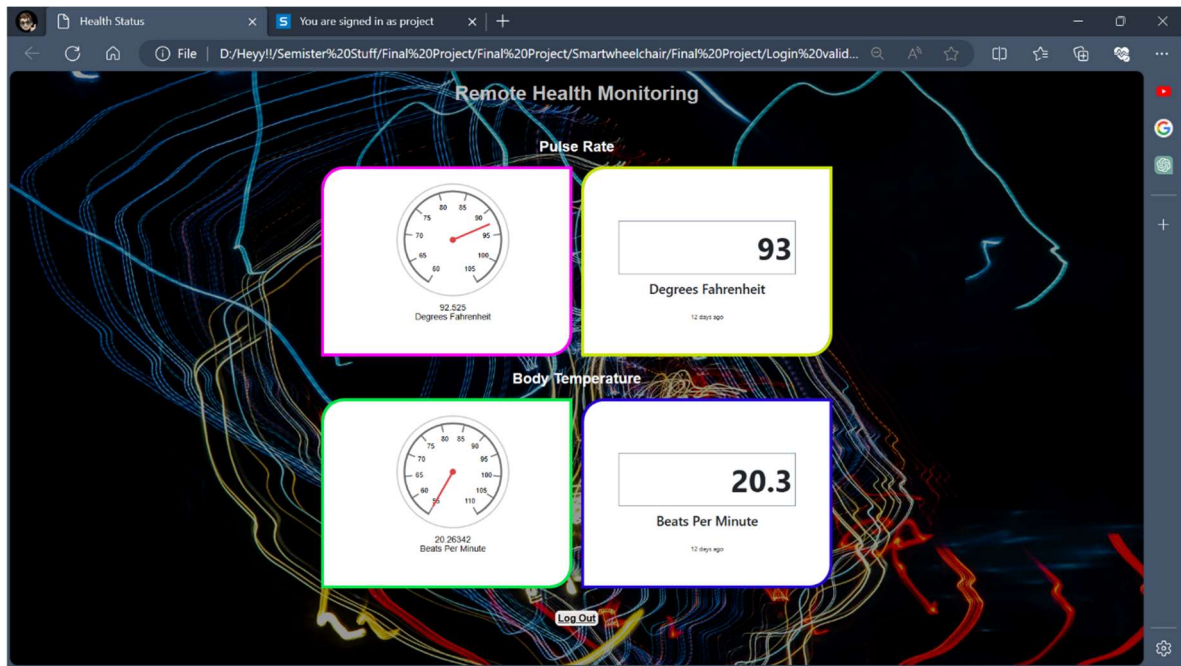 Health Status
You are signed in as project
File
D:/Heyy!!/Semister%20Stuff/Final%20Project/Final%20Project/Smartwheelchair/Final%20Project/Login%20valid...
Remote Health Monitoring
Pulse Rate
60 65 70 75 80 85 90 95 100 105
92.525
Degrees Fahrenheit
93
Degrees Fahrenheit
12 days ago
Body Temperature
55 60 65 70 75 80 85 90 95 100 105 110
20.26342
Beats Per Minute
20.3
Beats Per Minute
12 days ago
Log Out